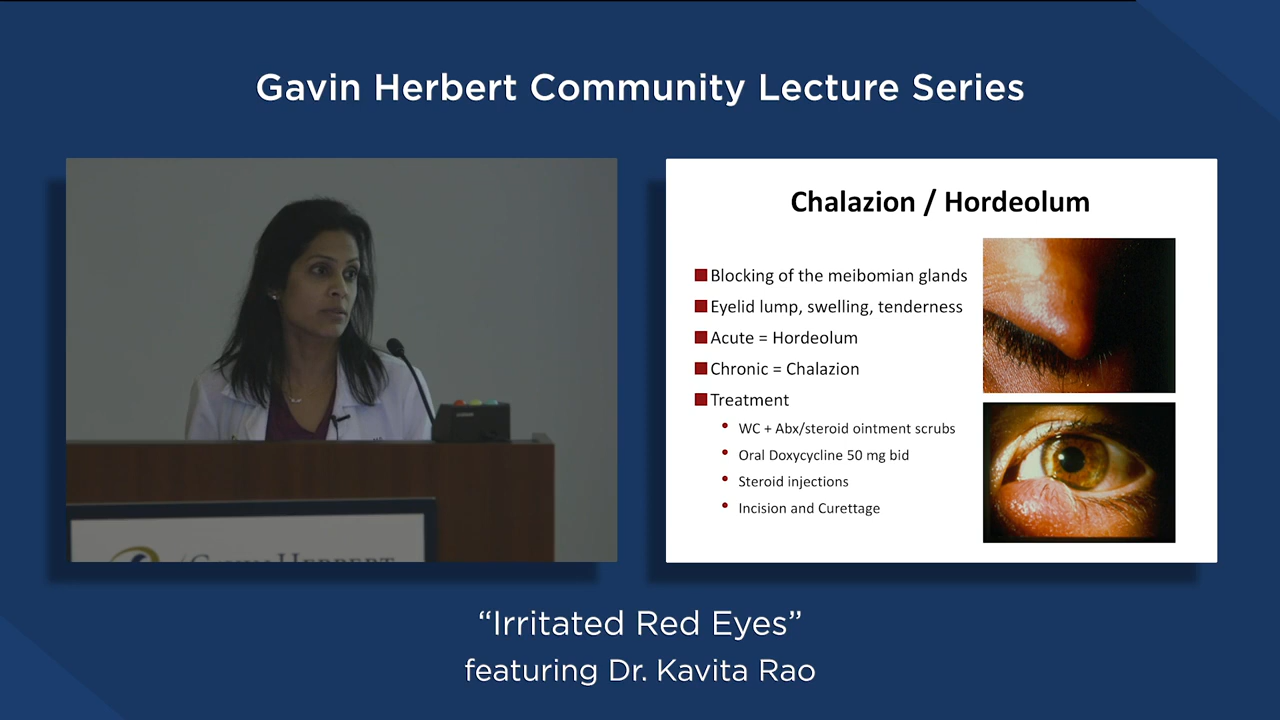 Gavin Herbert Community Lecture Series
Chalazion / Hordeolum
Blocking of the meibomian glands
Eyelid lump, swelling, tenderness
Acute = Hordeolum
Chronic = Chalazion
Treatment
WC + Abx/steroid ointment scrubs
Oral Doxycycline 50 mg bid
Steroid injections
Incision and Curettage
GAVIN HERBERT
“Irritated Red Eyes”
featuring Dr. Kavita Rao